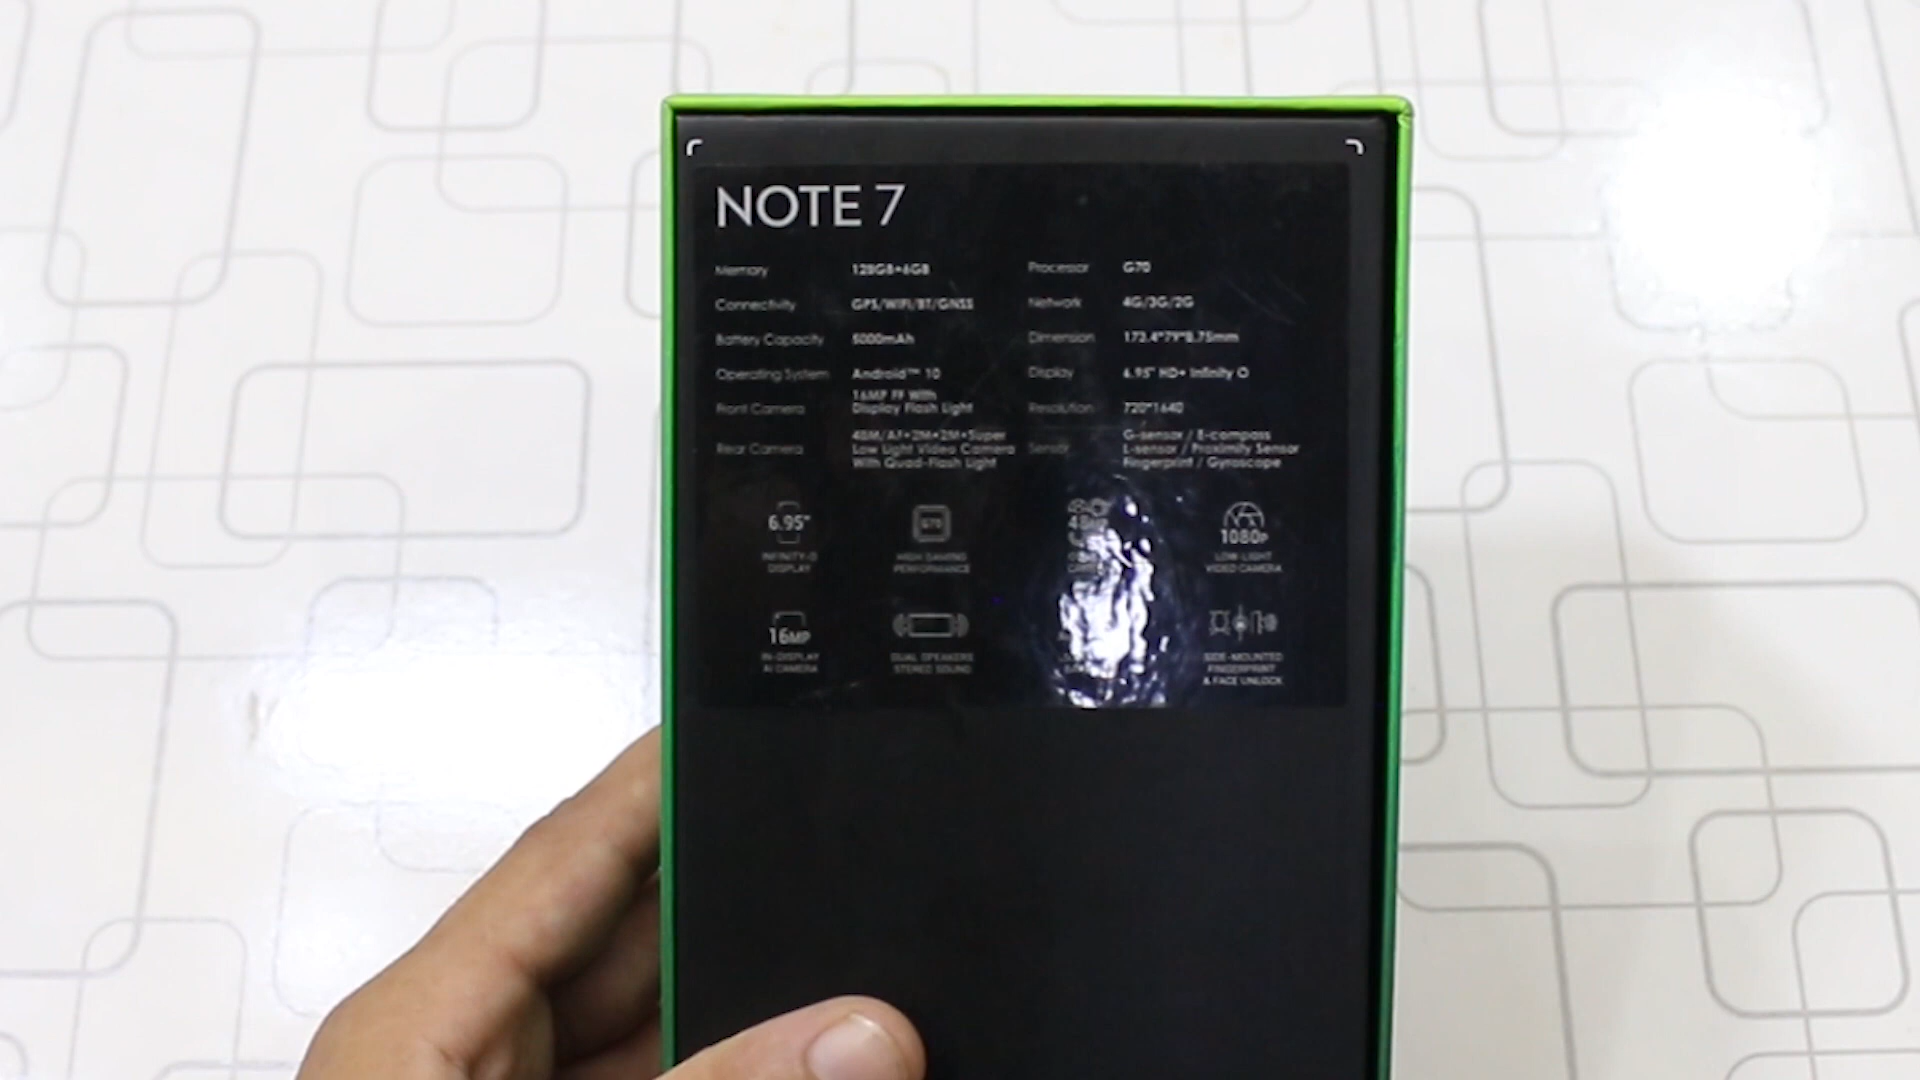 NOTE 7
Memory 128GB+6GB Processor G70
Connectivity GPS/WIFI/BT/GNSS Network 4G/3G/2G
Battery Capacity 5000mAh Dimension 173.4*79*8.75mm
Operating System Android™ 10 Display 6.95" HD+ Infinity O
Front Camera 16MP FF With
Display Flash Light Resolution 720*1640
Rear Camera 48M/AF+2M+2M+Super
Low Light Video Camera
With Quad-Flash Light
Sensor G-sensor / E-compass
L-sensor / Proximity Sensor
Fingerprint / Gyroscope
6.95"
INFINITY-O
DISPLAY
G70
HIGH GAMING
PERFORMANCE
48MP
1080P
LOW-LIGHT
VIDEO CAMERA
16MP
IN-DISPLAY
AI CAMERA
DUAL SPEAKERS
STEREO SOUND
SIDE-MOUNTED
FINGERPRINT
& FACE UNLOCK